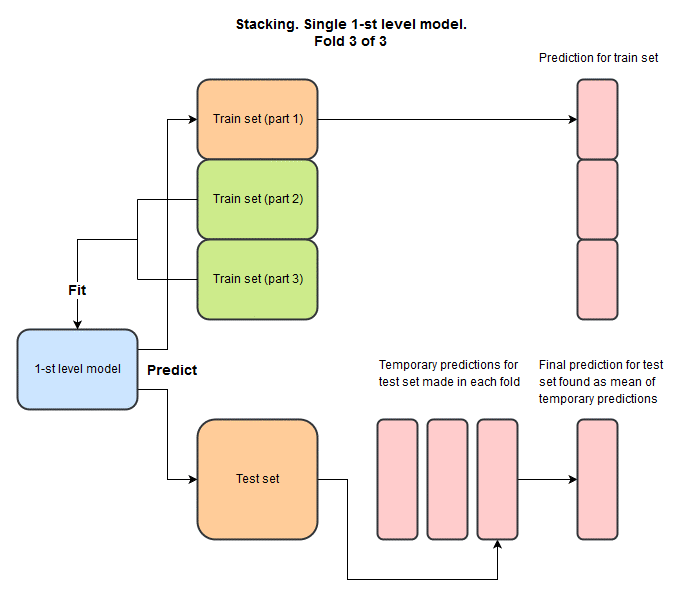 Stacking. Single 1-st level model.
Fold 3 of 3
Prediction for train set
Train set (part 1)
Train set (part 2)
Train set (part 3)
Fit
1-st level model
Predict
Temporary predictions for
test set made in each fold
Final prediction for test
set found as mean of
temporary predictions
Test set